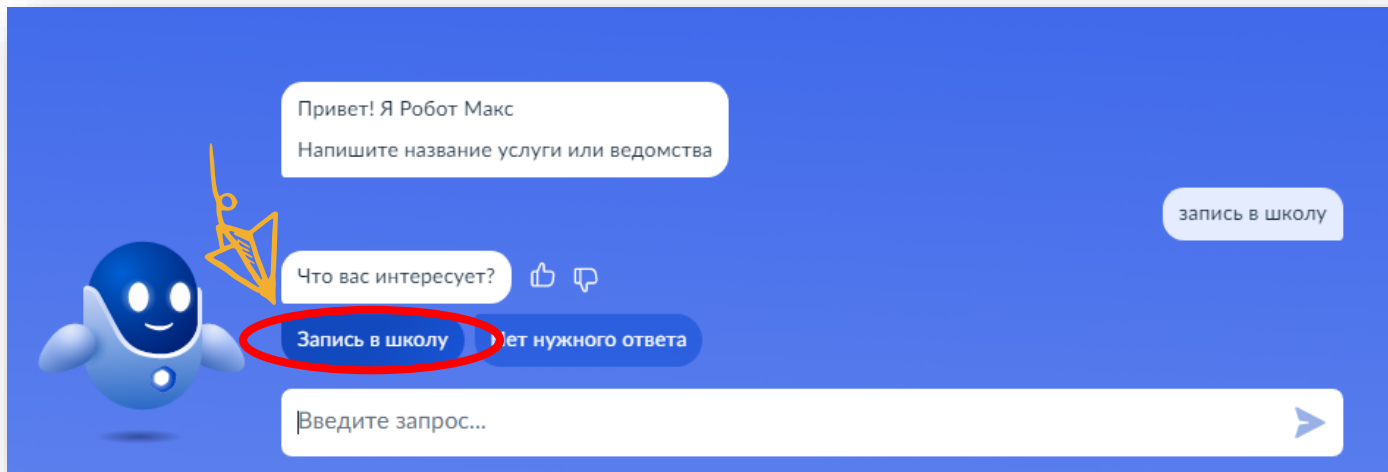 Привет! Я Робот Макс
Напишите название услуги или ведомства
запись в школу
Что вас интересует?
Запись в школу
Нет нужного ответа
Введите запрос...